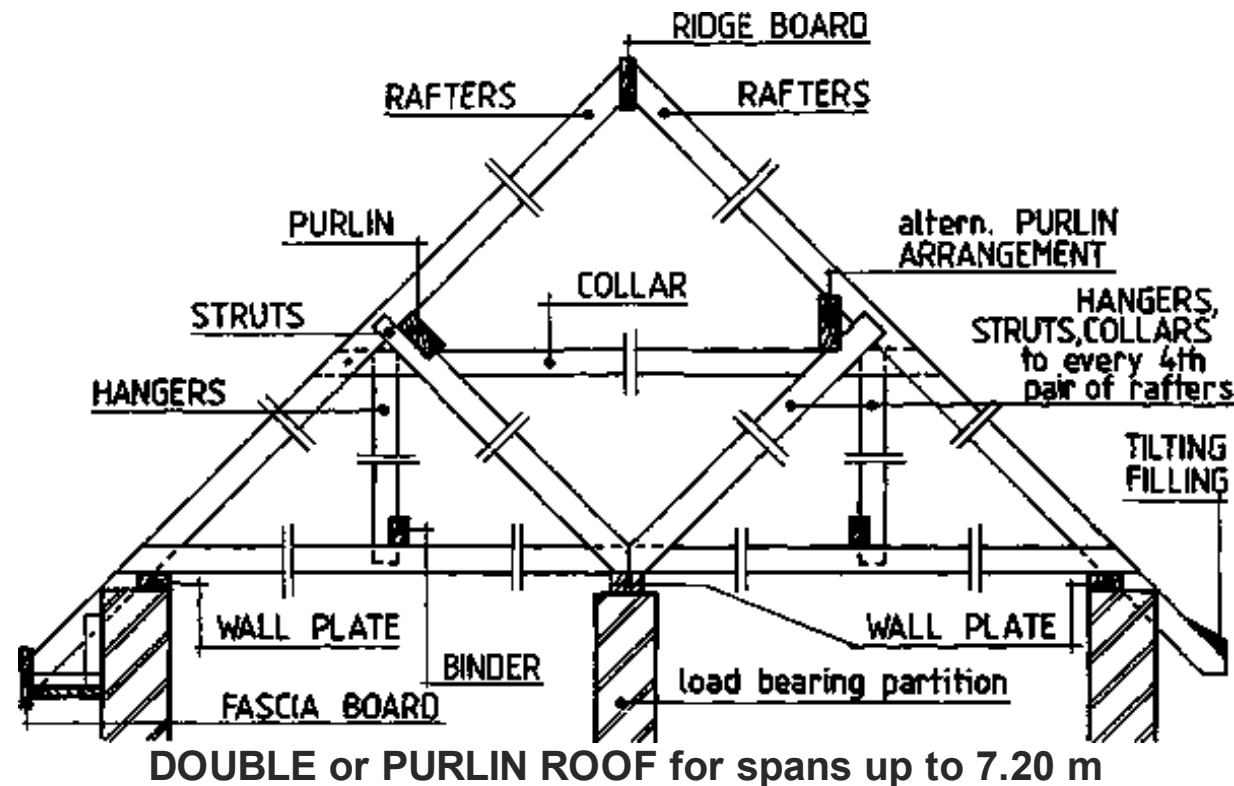 RIDGE BOARD
RAFTERS
RAFTERS
PURLIN
altern. PURLIN
ARRANGEMENT
COLLAR
STRUTS
HANGERS,
STRUTS,COLLARS
to every 4th
pair of rafters
HANGERS
TILTING
FILLING
WALL PLATE
WALL PLATE
BINDER
load bearing partition
FASCIA BOARD
DOUBLE or PURLIN ROOF for spans up to 7.20 m